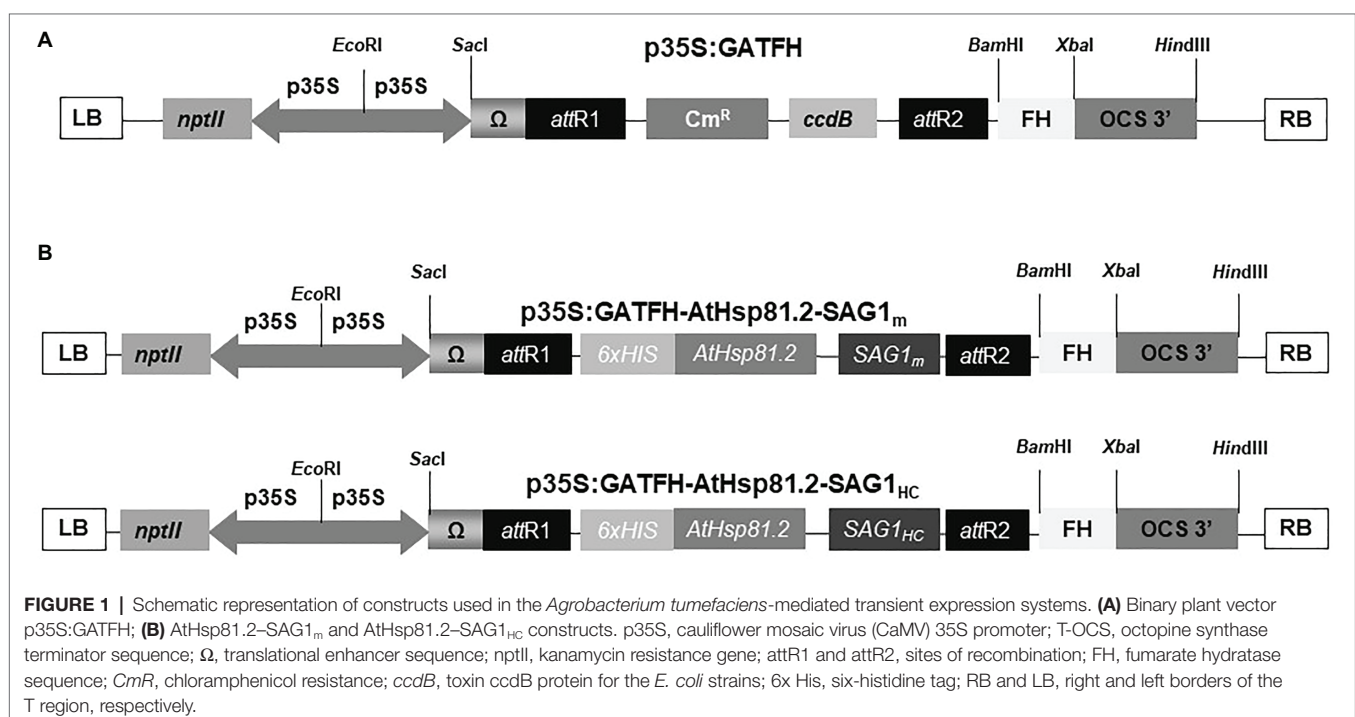 A
p35S:GATFH
EcoRI SacI BamHI XbaI HindIII
p35S p35S
LB nptII Ω attR1 Cmᴿ ccdB attR2 FH OCS 3' RB
B
p35S:GATFH-AtHsp81.2-SAG1m
EcoRI SacI BamHI XbaI HindIII
p35S p35S
LB nptII Ω attR1 6xHIS AtHsp81.2 SAG1m attR2 FH OCS 3' RB
p35S:GATFH-AtHsp81.2-SAG1HC
EcoRI SacI BamHI XbaI HindIII
p35S p35S
LB nptII Ω attR1 6xHIS AtHsp81.2 SAG1HC attR2 FH OCS 3' RB
FIGURE 1 | Schematic representation of constructs used in the Agrobacterium tumefaciens-mediated transient expression systems. (A) Binary plant vector
p35S:GATFH; (B) AtHsp81.2–SAG1m and AtHsp81.2–SAG1HC constructs. p35S, cauliflower mosaic virus (CaMV) 35S promoter; T-OCS, octopine synthase
terminator sequence; Ω, translational enhancer sequence; nptII, kanamycin resistance gene; attR1 and attR2, sites of recombination; FH, fumarate hydratase
sequence; CmR, chloramphenicol resistance; ccdB, toxin ccdB protein for the E. coli strains; 6x His, six-histidine tag; RB and LB, right and left borders of the
T region, respectively.